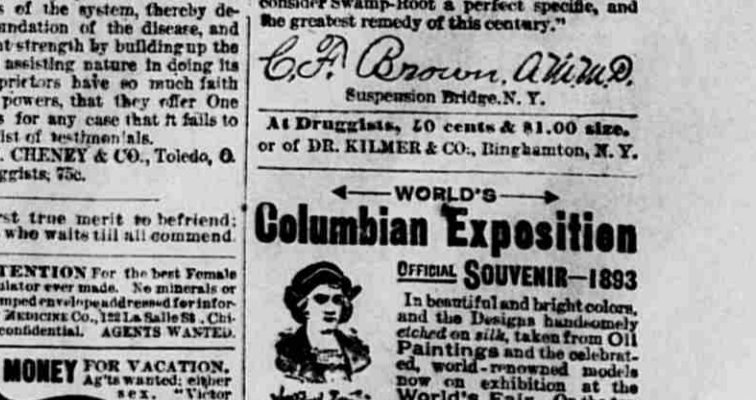 s of the system, thereby de-
undation of the disease, and
nt strength by building up the
assisting nature in doing its
prietors have so much faith
powers, that they offer One
s for any case that it fails to
ist of testimonials.
. CHENEY & CO., Toledo, O.
ggists, 75c.
rst true merit to befriend;
who waits till all commend.
TENTION For the best Female
ulator ever made. No minerals or
mped envelope addressed for infor-
MEDICINE CO., 122 La Salle St., Chi-
confidential. AGENTS WANTED.
MONEY FOR VACATION.
Ag'ts wanted; either
sex. "Victor
consider Swamp-Root a perfect specific, and
the greatest remedy of this century."
C. F. Brown, A.M. M.D.
Suspension Bridge, N. Y.
At Druggists, 50 cents & $1.00 size.
or of DR. KILMER & CO., Binghamton, N. Y.
WORLD'S
Columbian Exposition
OFFICIAL SOUVENIR—1893
In beautiful and bright colors,
and the Designs handsomely
etched on silk, taken from Oil
Paintings and the celebrat-
ed, world-renowned models
now on exhibition at the
World's Fair.